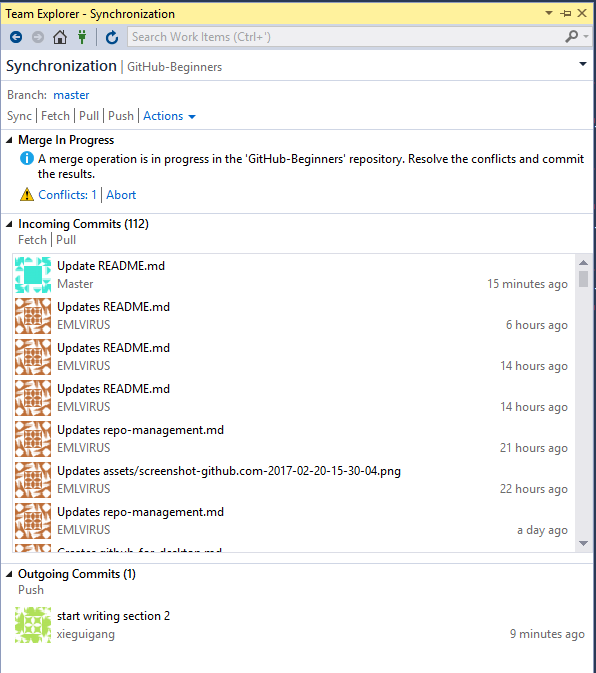 Team Explorer - Synchronization
Search Work Items (Ctrl+')
Synchronization | GitHub-Beginners
Branch: master
Sync | Fetch | Pull | Push | Actions
Merge In Progress
A merge operation is in progress in the 'GitHub-Beginners' repository. Resolve the conflicts and commit
the results.
Conflicts: 1 | Abort
Incoming Commits (112)
Fetch | Pull
Update README.md
Master 15 minutes ago
Updates README.md
EMLVIRUS 6 hours ago
Updates README.md
EMLVIRUS 14 hours ago
Updates README.md
EMLVIRUS 14 hours ago
Updates repo-management.md
EMLVIRUS 21 hours ago
Updates assets/screenshot-github.com-2017-02-20-15-30-04.png
EMLVIRUS 22 hours ago
Updates repo-management.md
EMLVIRUS a day ago
Creates github-for-desktop.md
Outgoing Commits (1)
Push
start writing section 2
xieguigang 9 minutes ago